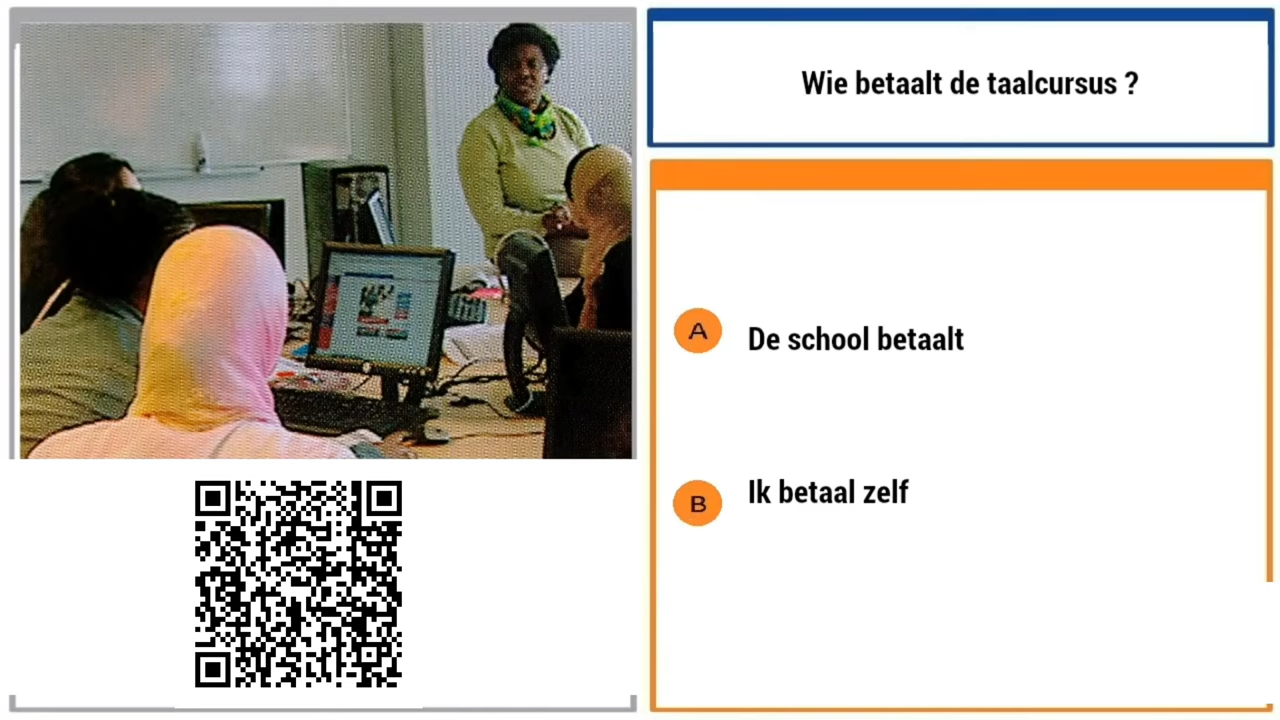 Wie betaalt de taalcursus ?
A De school betaalt
B Ik betaal zelf